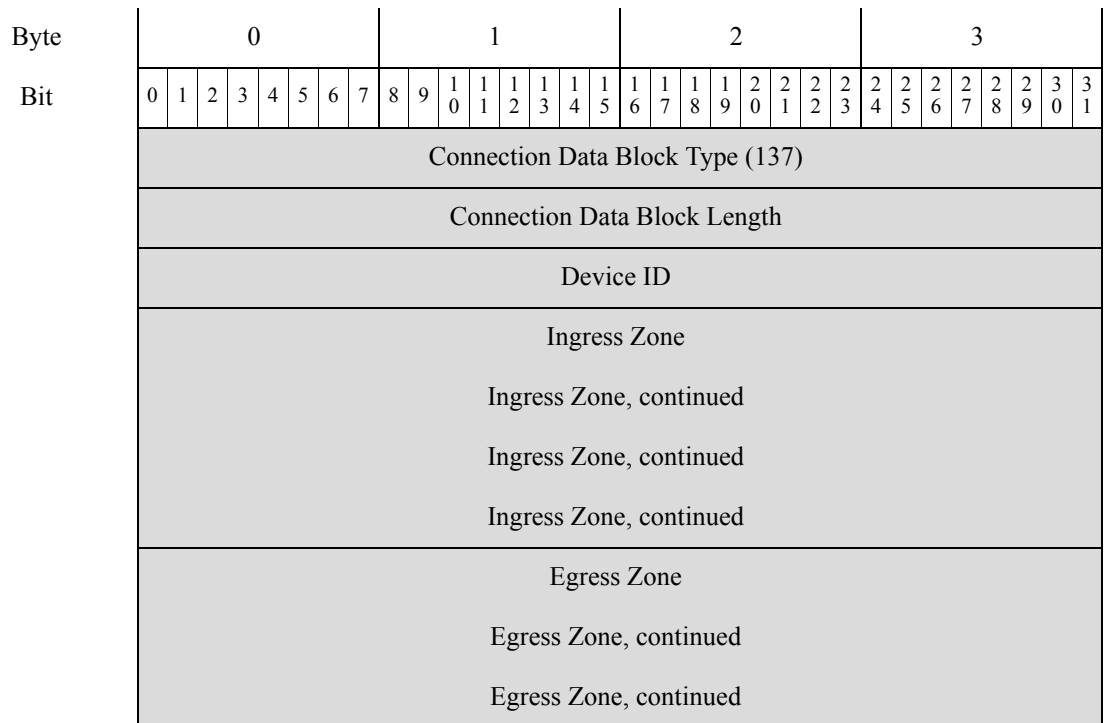 Byte 0 1 2 3
Bit 0 1 2 3 4 5 6 7 8 9 10 11 12 13 14 15 16 17 18 19 20 21 22 23 24 25 26 27 28 29 30 31
Connection Data Block Type (137)
Connection Data Block Length
Device ID
Ingress Zone
Ingress Zone, continued
Ingress Zone, continued
Ingress Zone, continued
Egress Zone
Egress Zone, continued
Egress Zone, continued